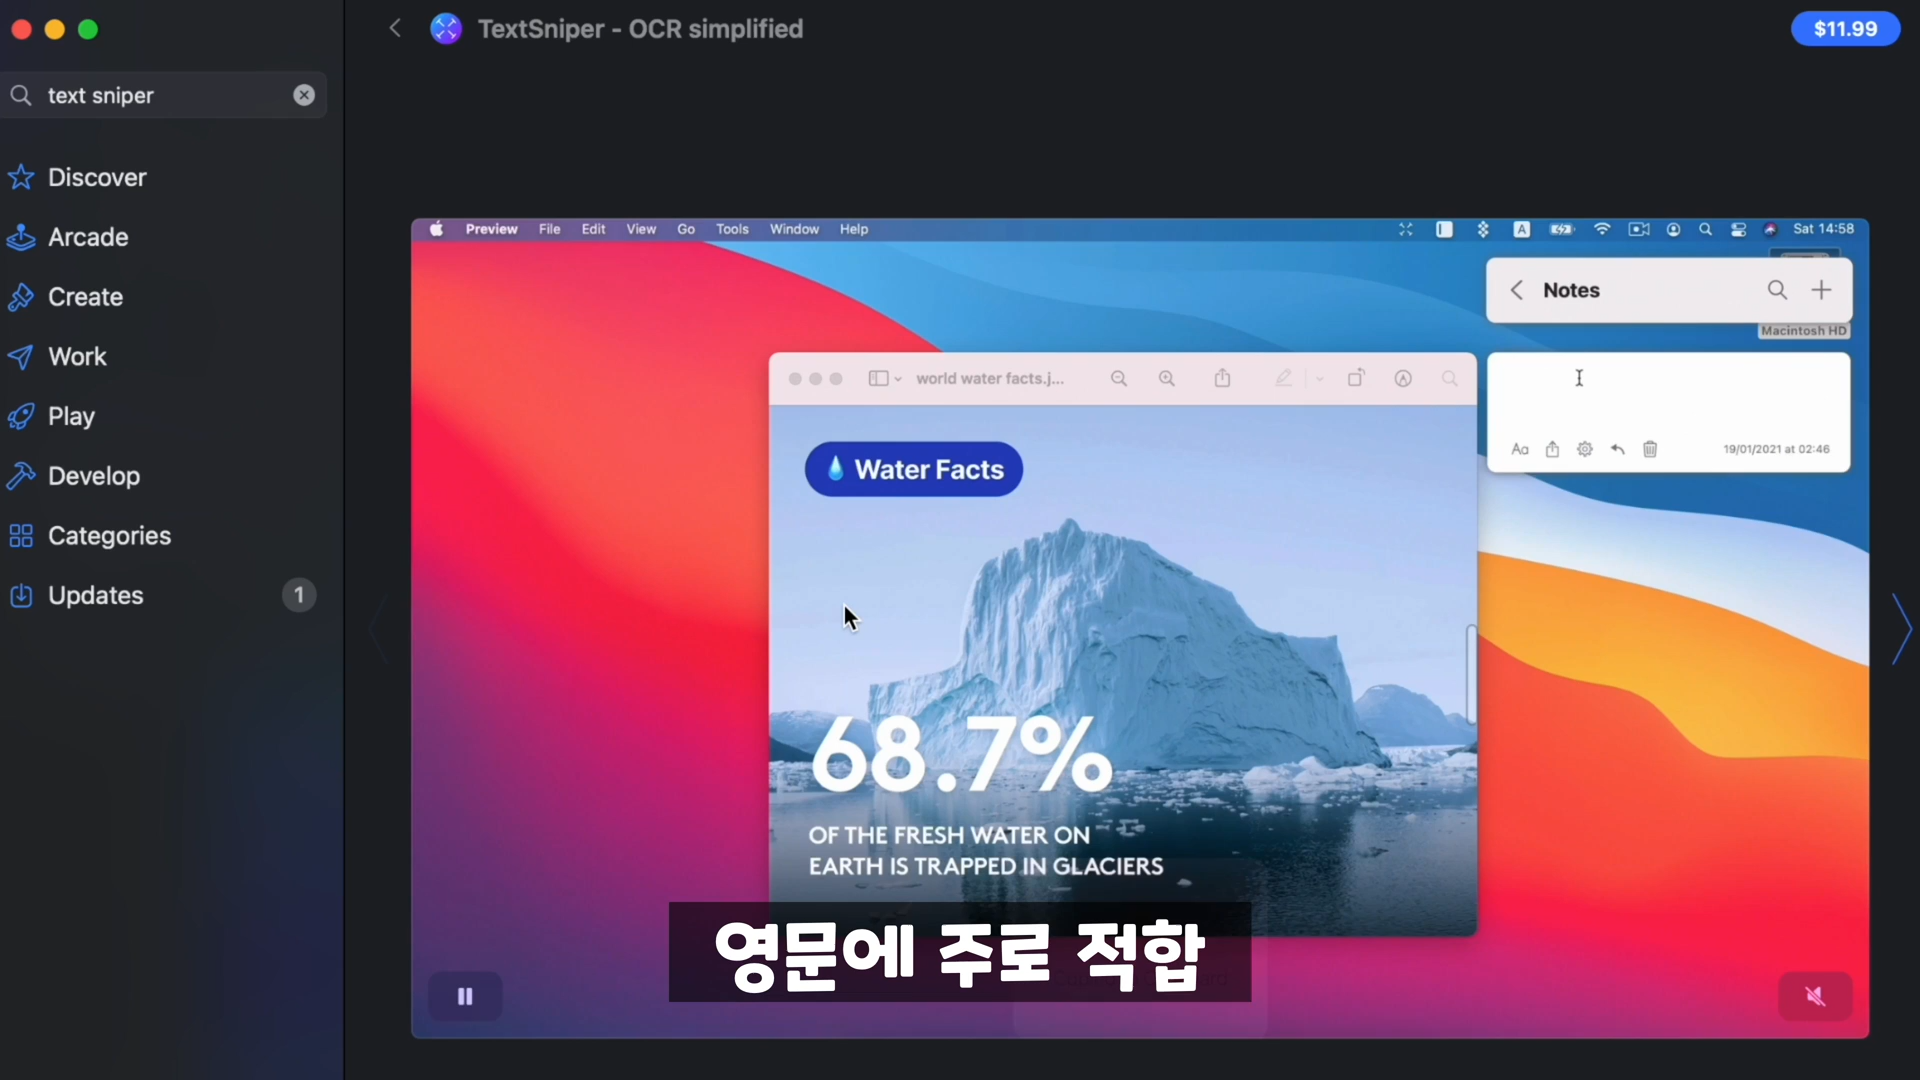 TextSniper - OCR simplified
$11.99
text sniper
Discover
Arcade
Create
Work
Play
Develop
Categories
Updates
1
Preview File Edit View Go Tools Window Help
A
Sat 14:58
Notes
Macintosh HD
world water facts.j...
Aa
19/01/2021 at 02:46
Water Facts
68.7%
OF THE FRESH WATER ON
EARTH IS TRAPPED IN GLACIERS
영문에 주로 적합